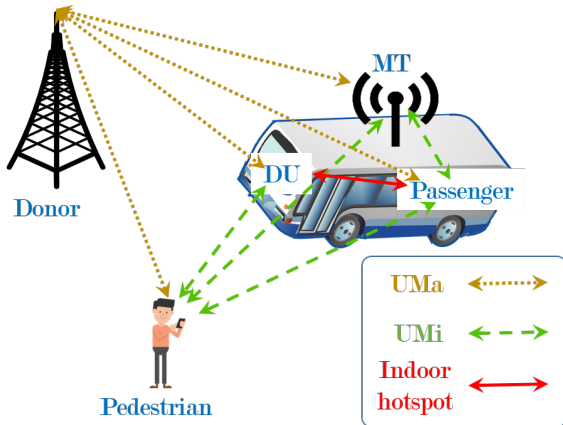 MT
DU
Passenger
Donor
Pedestrian
UMa
UMi
Indoor
hotspot